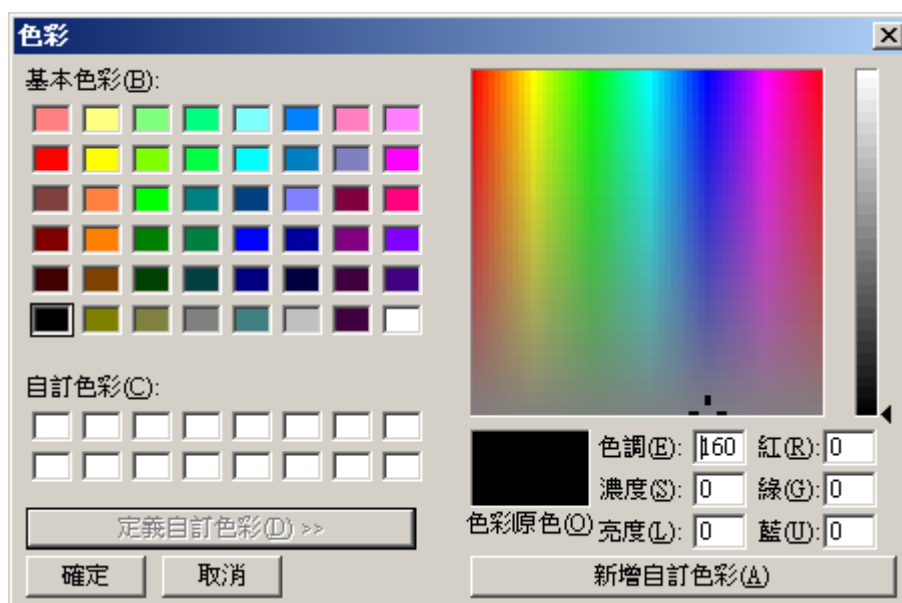 色彩
基本色彩(B):
自訂色彩(C):
定義自訂色彩(D) >>
確定
取消
色彩|原色(O)
色調(E): 160
紅(R): 0
濃度(S): 0
綠(G): 0
亮度(L): 0
藍(U): 0
新增自訂色彩(A)